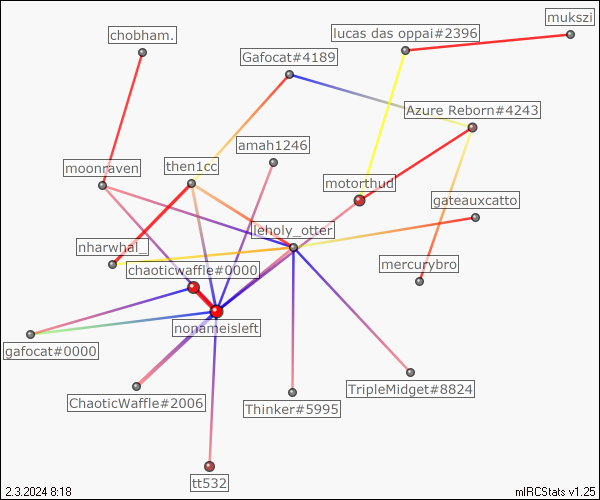 mukszi
chobham.
lucas das oppai#2396
Gafocat#4189
Azure Reborn#4243
amah1246
moonraven
then1cc
motorthud
gateauxcatto
leholy_otter
nharwhal_
chaoticwaffle#0000
mercurybro
nonameisleft
gafocat#0000
TripleMidget#8824
ChaoticWaffle#2006
Thinker#5995
tt532
2.3.2024 8:18
mIRCStats v1.25